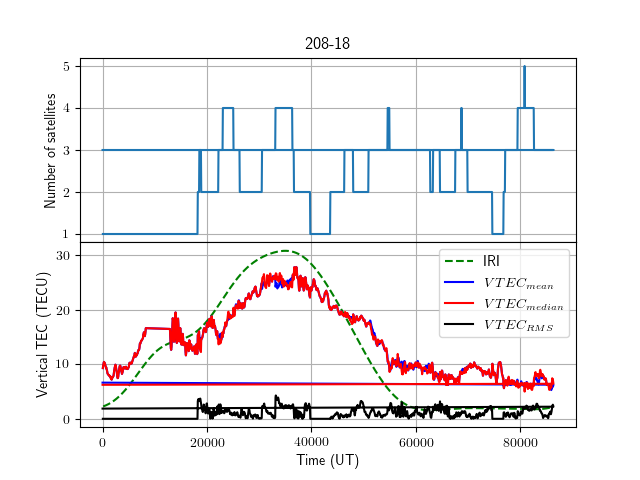 208-18
Number of satellites
5
4
3
2
1
Vertical TEC (TECU)
30
20
10
0
IRI
VTEC_mean
VTEC_median
VTEC_RMS
0 20000 40000 60000 80000
Time (UT)